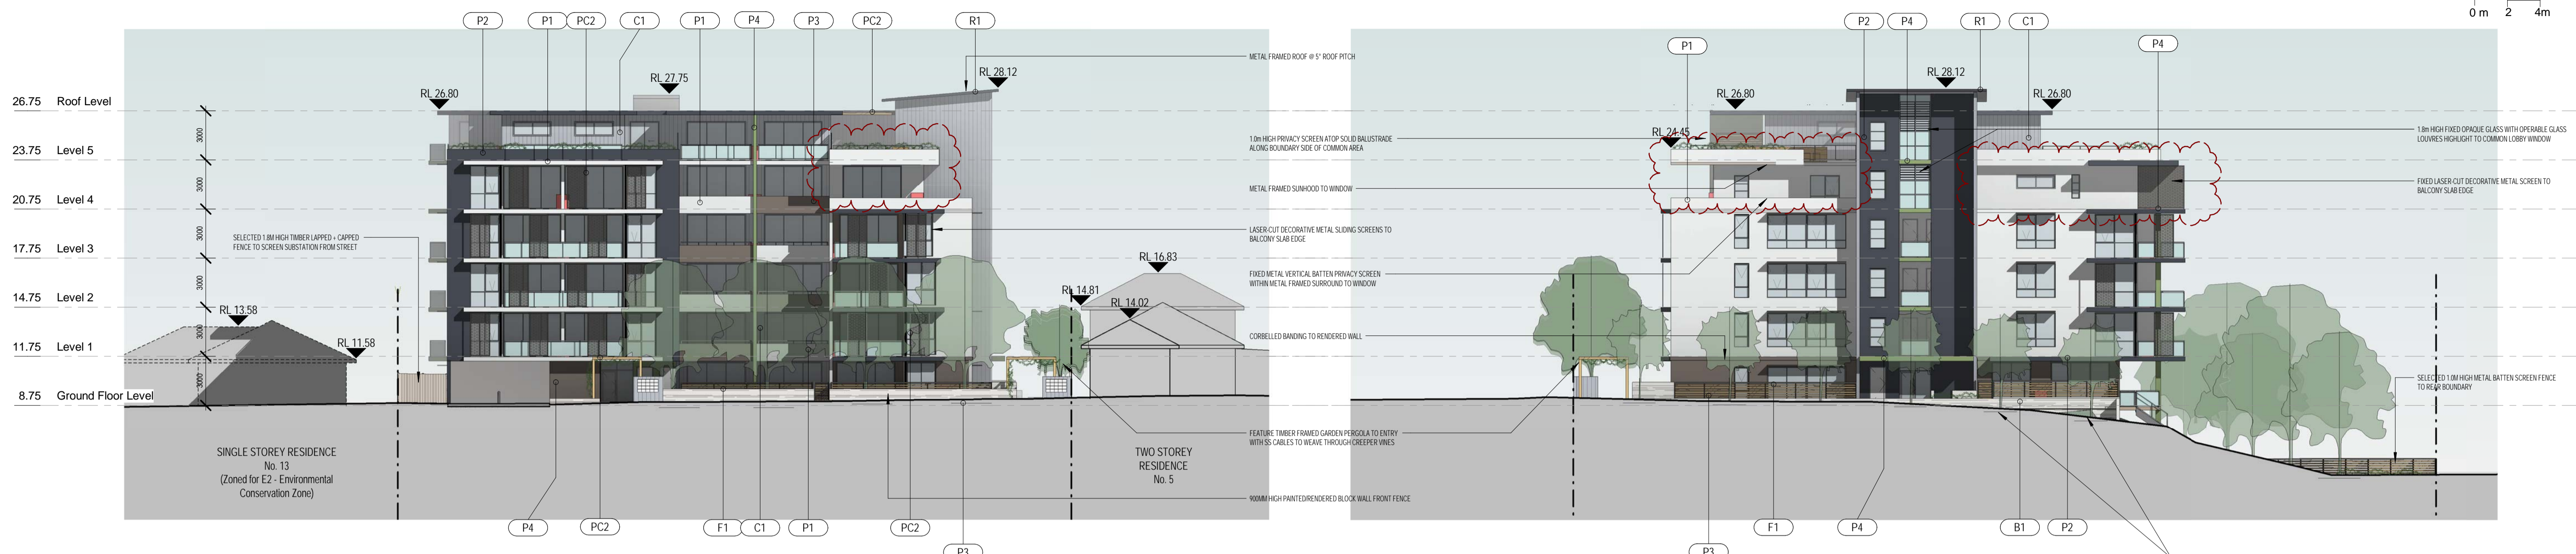 0 m 2 4m
P2 P1 PC2 C1 P1 P4 P3 PC2 R1
RL 26.80
RL 27.75
RL 28.12
26.75 Roof Level
23.75 Level 5
20.75 Level 4
17.75 Level 3
14.75 Level 2
11.75 Level 1
8.75 Ground Floor Level
3000
3000
3000
3000
3000
3000
RL 13.58
RL 11.58
SELECTED 1.8M HIGH TIMBER LAPPED + CAPPED
FENCE TO SCREEN SUBSTATION FROM STREET
RL 16.83
RL 14.81
RL 14.02
SINGLE STOREY RESIDENCE
No. 13
(Zoned for E2 - Environmental
Conservation Zone)
TWO STOREY
RESIDENCE
No. 5
P4 PC2 F1 C1 P1 PC2
P3
METAL FRAMED ROOF @ 5° ROOF PITCH
1.0m HIGH PRIVACY SCREEN ATOP SOLID BALUSTRADE
ALONG BOUNDARY SIDE OF COMMON AREA
METAL FRAMED SUNHOOD TO WINDOW
LASER-CUT DECORATIVE METAL SLIDING SCREENS TO
BALCONY SLAB EDGE
FIXED METAL VERTICAL BATTEN PRIVACY SCREEN
WITHIN METAL FRAMED SURROUND TO WINDOW
CORBELLED BANDING TO RENDERED WALL
FEATURE TIMBER FRAMED GARDEN PERGOLA TO ENTRY
WITH SS CABLES TO WEAVE THROUGH CREEPER VINES
900MM HIGH PAINTED/RENDERED BLOCK WALL FRONT FENCE
P1
P2 P4 R1 C1
P4
RL 24.45
RL 26.80
RL 28.12
RL 26.80
1.8m HIGH FIXED OPAQUE GLASS WITH OPERABLE GLASS
LOUVRES HIGHLIGHT TO COMMON LOBBY WINDOW
FIXED LASER-CUT DECORATIVE METAL SCREEN TO
BALCONY SLAB EDGE
SELECTED 1.0M HIGH METAL BATTEN SCREEN FENCE
TO REAR BOUNDARY
F1 P4 B1 P2
P3